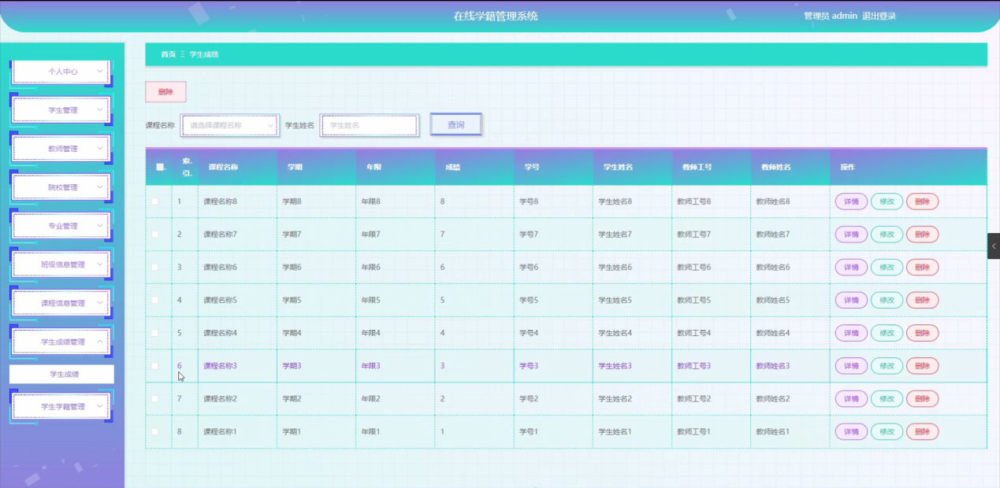 在线学籍管理系统
管理员 admin 退出登录
个人中心
学生管理
教师管理
院校管理
专业管理
班级信息管理
课程信息管理
学生成绩管理
学生成绩
学生学籍管理
首页 Ξ 学生成绩
删除
课程名称 请选择课程名称 学生姓名 学生姓名 查询
索引 课程名称 学期 年限 成绩 学号 学生姓名 教师工号 教师姓名 操作
1 课程名称8 学期8 年限8 8 学号8 学生姓名8 教师工号8 教师姓名8 详情 修改 删除
2 课程名称7 学期7 年限7 7 学号7 学生姓名7 教师工号7 教师姓名7 详情 修改 删除
3 课程名称6 学期6 年限6 6 学号6 学生姓名6 教师工号6 教师姓名6 详情 修改 删除
4 课程名称5 学期5 年限5 5 学号5 学生姓名5 教师工号5 教师姓名5 详情 修改 删除
5 课程名称4 学期4 年限4 4 学号4 学生姓名4 教师工号4 教师姓名4 详情 修改 删除
6 课程名称3 学期3 年限3 3 学号3 学生姓名3 教师工号3 教师姓名3 详情 修改 删除
7 课程名称2 学期2 年限2 2 学号2 学生姓名2 教师工号2 教师姓名2 详情 修改 删除
8 课程名称1 学期1 年限1 1 学号1 学生姓名1 教师工号1 教师姓名1 详情 修改 删除